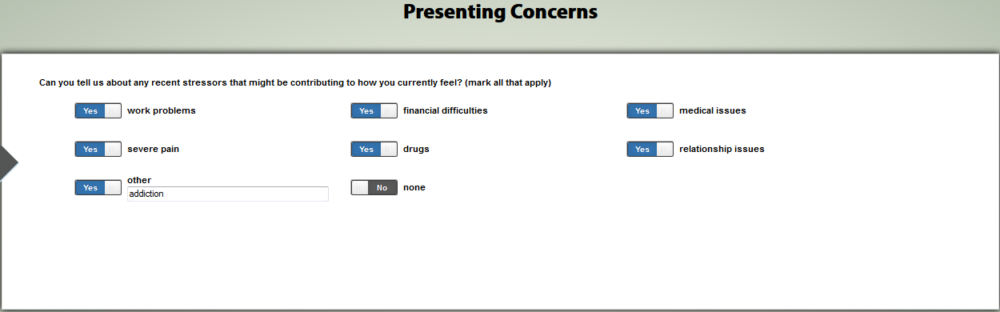 Presenting Concerns
Can you tell us about any recent stressors that might be contributing to how you currently feel? (mark all that apply)
Yes work problems Yes financial difficulties Yes medical issues
Yes severe pain Yes drugs Yes relationship issues
Yes other No none
addiction